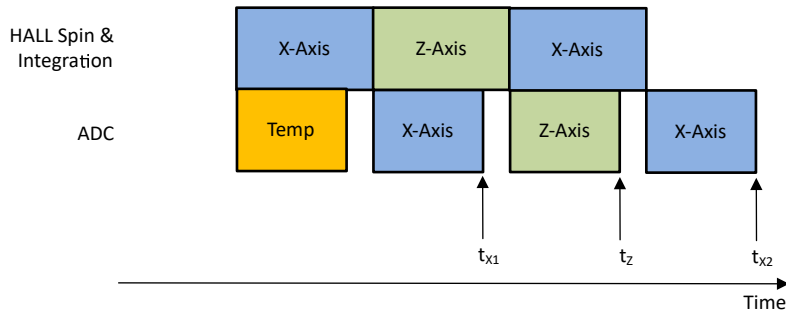 HALL Spin &
Integration
X-Axis
Z-Axis
X-Axis
ADC
Temp
X-Axis
Z-Axis
X-Axis
tX1
tZ
tX2
Time